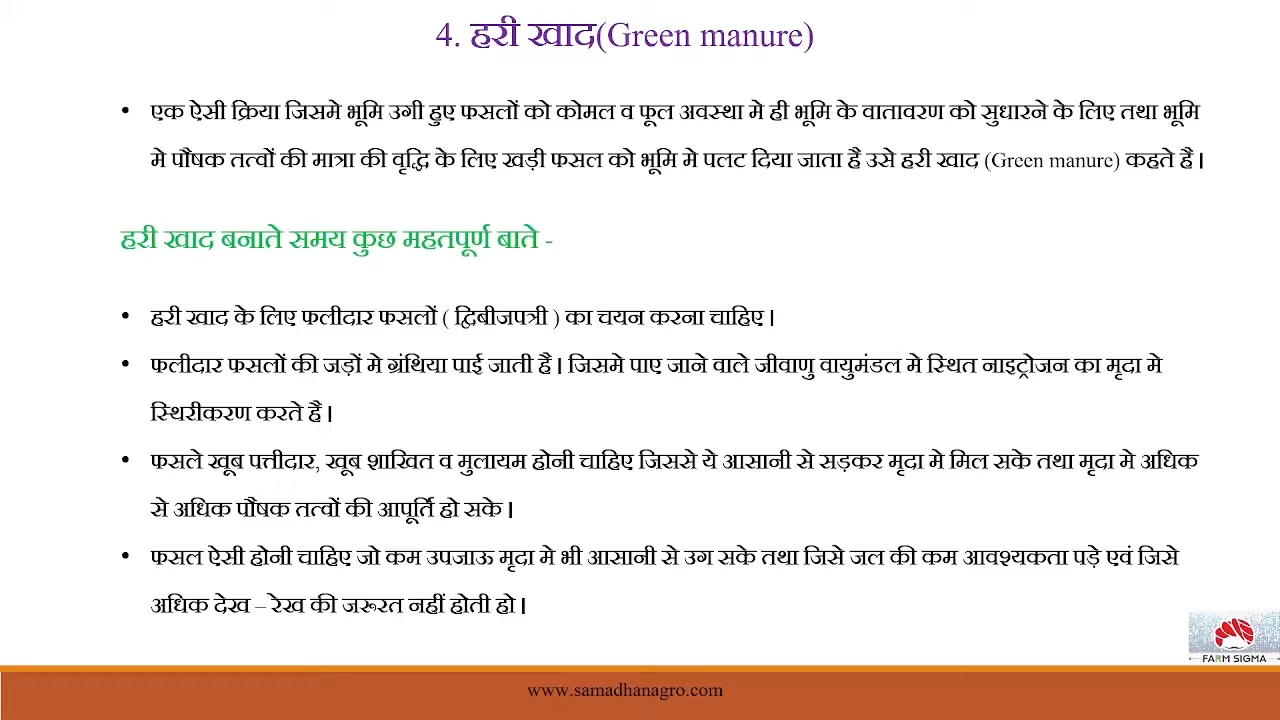 4. हरी खाद(Green manure)
• एक ऐसी क्रिया जिसमे भूमि उगी हुए फसलों को कोमल व फूल अवस्था मे ही भूमि के वातावरण को सुधारने के लिए तथा भूमि
मे पौषक तत्वों की मात्रा की वृद्धि के लिए खड़ी फसल को भूमि मे पलट दिया जाता है उसे हरी खाद (Green manure) कहते है।
हरी खाद बनाते समय कुछ महतपूर्ण बाते -
• हरी खाद के लिए फलीदार फसलों ( द्विबीजपत्री ) का चयन करना चाहिए।
• फलीदार फसलों की जड़ों मे ग्रंथिया पाई जाती है। जिसमे पाए जाने वाले जीवाणु वायुमंडल मे स्थित नाइट्रोजन का मृदा मे
स्थिरीकरण करते है।
• फसले खूब पत्तीदार, खूब शाखित व मुलायम होनी चाहिए जिससे ये आसानी से सड़कर मृदा मे मिल सके तथा मृदा मे अधिक
से अधिक पौषक तत्वों की आपूर्ति हो सके।
• फसल ऐसी होनी चाहिए जो कम उपजाऊ मृदा मे भी आसानी से उग सके तथा जिसे जल की कम आवश्यकता पड़े एवं जिसे
अधिक देख – रेख की जरूरत नहीं होती हो।
FARM SIGMA
www.samadhanagro.com